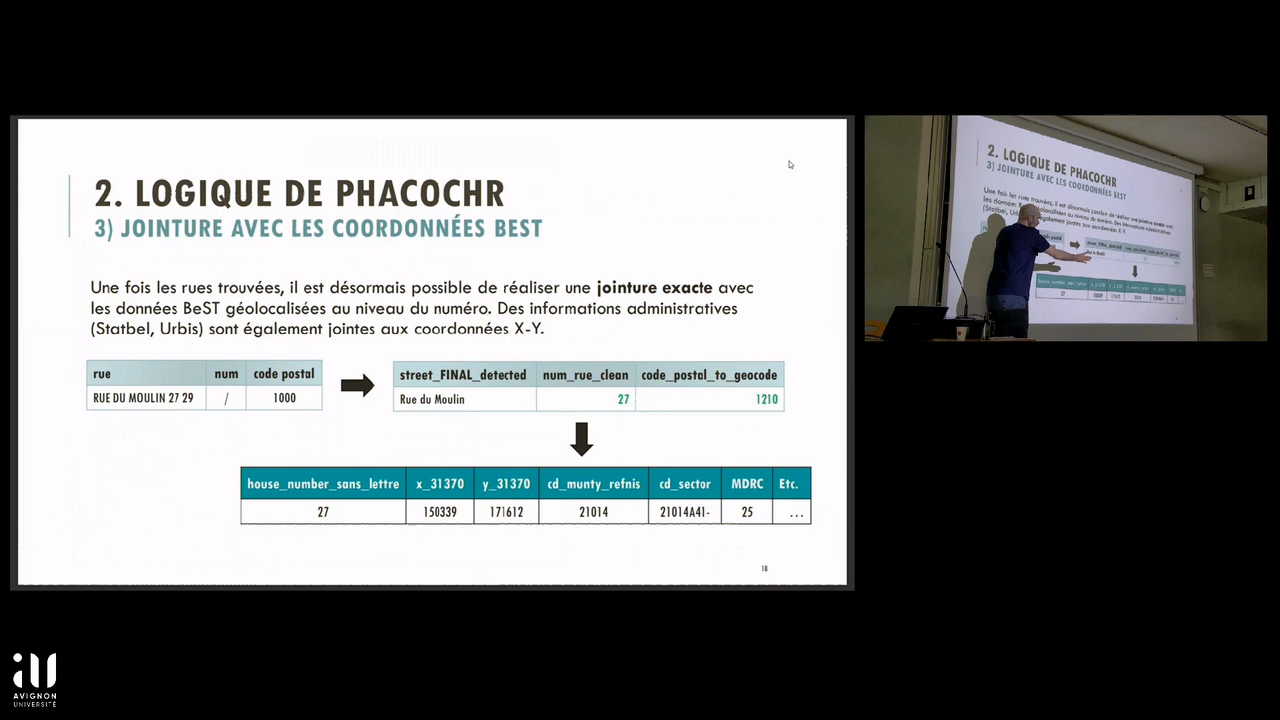 2. LOGIQUE DE PHACOCHR
3) JOINTURE AVEC LES COORDONNÉES BEST
Une fois les rues trouvées, il est désormais possible de réaliser une jointure exacte avec
les données BeST géolocalisées au niveau du numéro. Des informations administratives
(Statbel, Urbis) sont également jointes aux coordonnées X-Y.
rue num code postal
RUE DU MOULIN 27 29 / 1000
street_FINAL_detected num_rue_clean code_postal_to_geocode
Rue du Moulin 27 1210
house_number_sans_lettre x_31370 y_31370 cd_munty_refnis cd_sector MDRC Etc.
27 150339 171612 21014 21014A41- 25 ...
18
2. LOGIQUE DE PHACOCHR
3) JOINTURE AVEC LES COORDONNÉES BEST
AVIGNON
UNIVERSITÉ